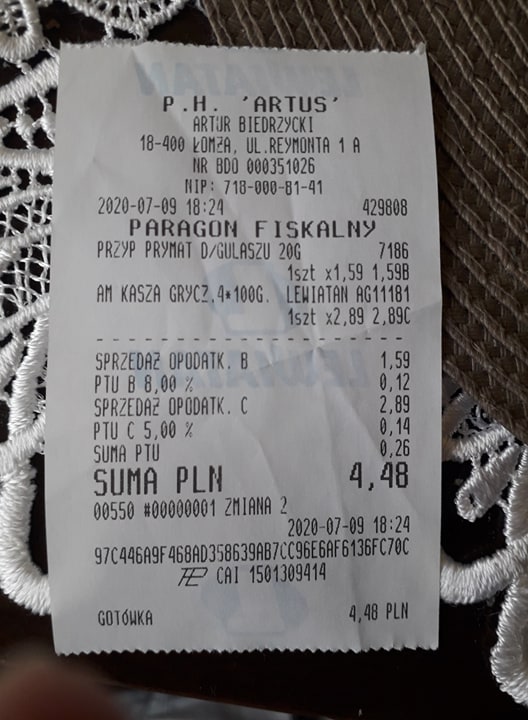 P.H. 'ARTUS'
ARTUR BIEDRZYCKI
18-400 ŁOMŻA, UL.REYMONTA 1 A
NR BDO 000351026
NIP: 718-000-81-41
2020-07-09 18:24 429808
PARAGON FISKALNY
PRZYP PRYMAT D/GULASZU 20G 7186
1szt x1,59 1,59B
AM KASZA GRYCZ.4*100G. LEWIATAN AG11181
1szt x2,89 2,89C
SPRZEDAŻ OPODATK. B 1,59
PTU B 8,00 % 0,12
SPRZEDAŻ OPODATK. C 2,89
PTU C 5,00 % 0,14
SUMA PTU 0,26
SUMA PLN 4,48
00550 #00000001 ZMIANA 2
2020-07-09 18:24
97C446A9F468AD358639AB7CC96E6AF6136FC70C
CAI 1501309414
GOTÓWKA 4,48 PLN